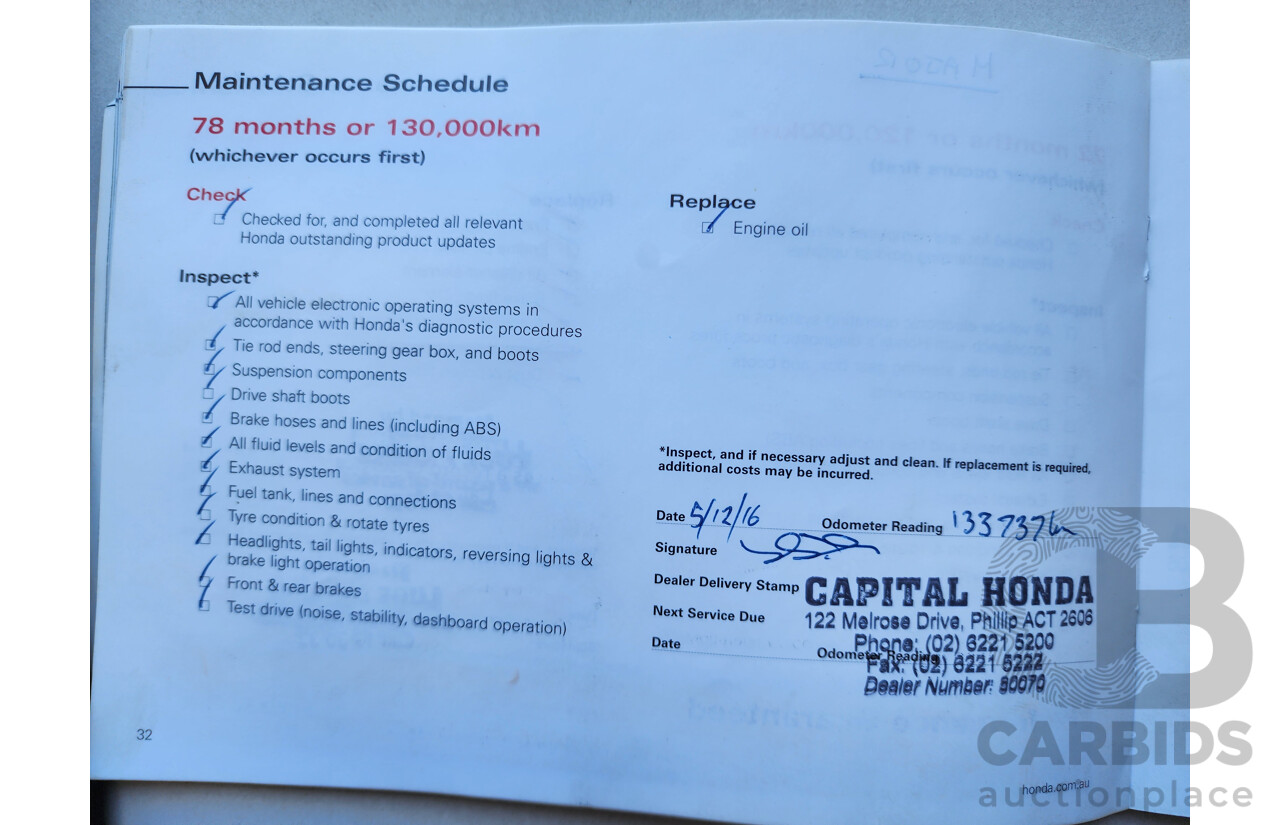 Maintenance Schedule
78 months or 130,000km
(whichever occurs first)
Check
Checked for, and completed all relevant
Honda outstanding product updates
Inspect*
All vehicle electronic operating systems in
accordance with Honda's diagnostic procedures
Tie rod ends, steering gear box, and boots
Suspension components
Drive shaft boots
Brake hoses and lines (including ABS)
All fluid levels and condition of fluids
Exhaust system
Fuel tank, lines and connections
Tyre condition & rotate tyres
Headlights, tail lights, indicators, reversing lights &
brake light operation
Front & rear brakes
Test drive (noise, stability, dashboard operation)
32
Replace
Engine oil
*Inspect, and if necessary adjust and clean. If replacement is required,
additional costs may be incurred.
Date 5/12/16 Odometer Reading 133737km
Signature
Dealer Delivery Stamp CAPITAL HONDA
Next Service Due 122 Melrose Drive, Phillip ACT 2606
Phone: (02) 6221 5200
Date Odometer Reading
Fax: (02) 6221 5222
Dealer Number: 80070
honda.com.au
B
CARBIDS
auctionplace